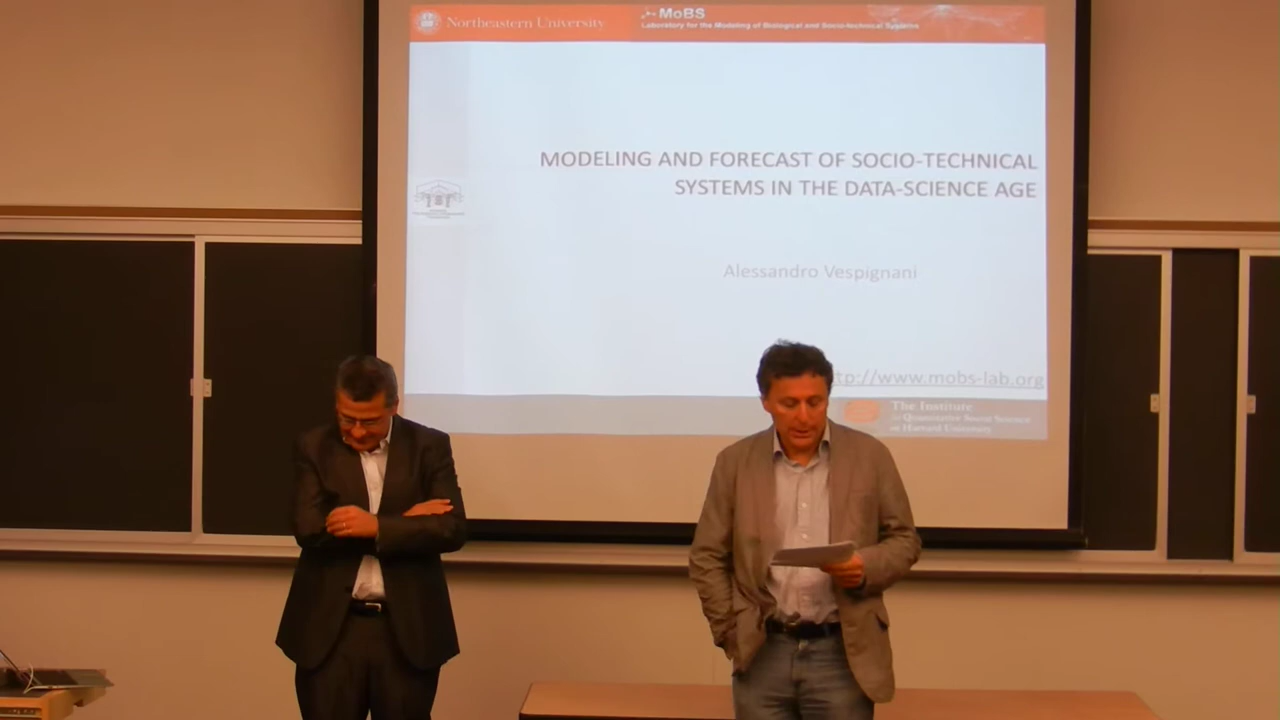 Northeastern University
MoBS
Laboratory for the Modeling of Biological and Socio-technical Systems
MODELING AND FORECAST OF SOCIO-TECHNICAL
SYSTEMS IN THE DATA-SCIENCE AGE
Alessandro Vespignani
tp://www.mobs-lab.org
The Institute
for Quantitative Social Science
at Harvard University